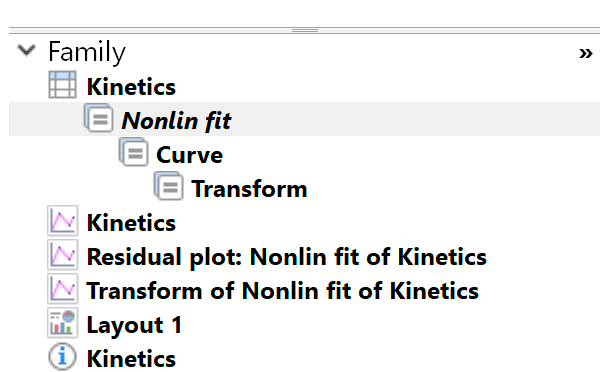 Family »
Kinetics
Nonlin fit
Curve
Transform
Kinetics
Residual plot: Nonlin fit of Kinetics
Transform of Nonlin fit of Kinetics
Layout 1
Kinetics